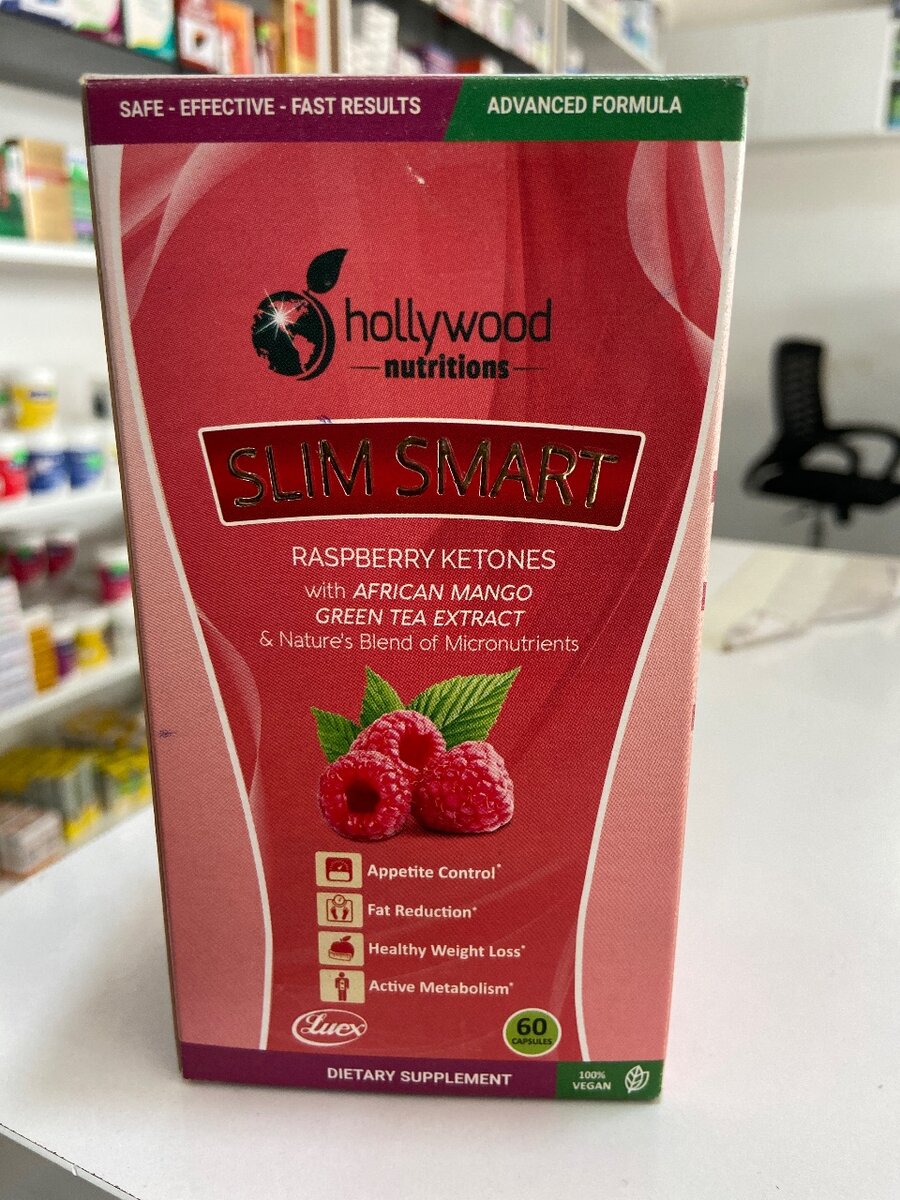 SAFE - EFFECTIVE - FAST RESULTS
ADVANCED FORMULA
hollywood
nutritions
SLIM SMART
RASPBERRY KETONES
with AFRICAN MANGO
GREEN TEA EXTRACT
& Nature's Blend of Micronutrients
Appetite Control*
Fat Reduction*
Healthy Weight Loss*
Active Metabolism*
Luex
60
CAPSULES
DIETARY SUPPLEMENT
100%
VEGAN